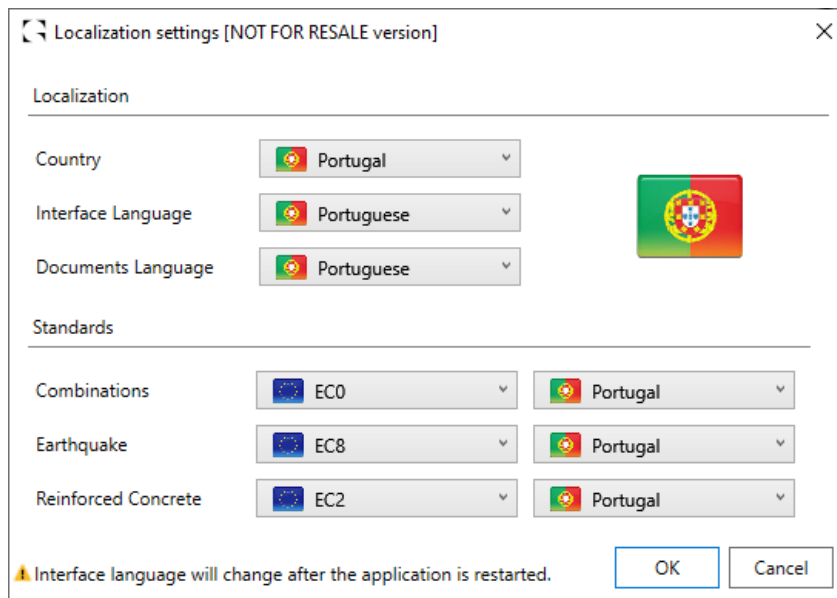 Localization settings [NOT FOR RESALE version]
Localization
Country Portugal
Interface Language Portuguese
Documents Language Portuguese
Standards
Combinations EC0 Portugal
Earthquake EC8 Portugal
Reinforced Concrete EC2 Portugal
Interface language will change after the application is restarted. OK Cancel